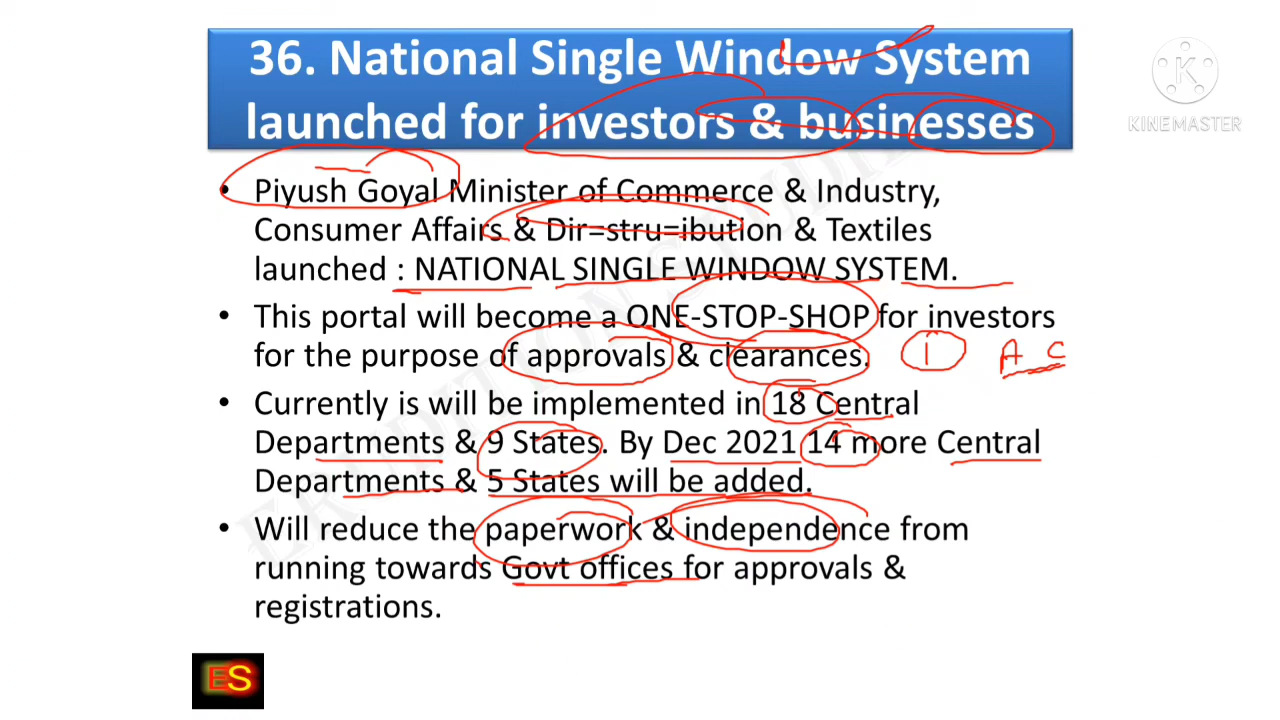 36. National Single Window System
launched for investors & businesses
KINEMASTER
• Piyush Goyal Minister of Commerce & Industry,
Consumer Affairs & Dir=stru=ibution & Textiles
launched : NATIONAL SINGLE WINDOW SYSTEM.
• This portal will become a ONE-STOP-SHOP for investors
for the purpose of approvals & clearances. 1 A C
• Currently is will be implemented in 18 Central
Departments & 9 States. By Dec 2021 14 more Central
Departments & 5 States will be added.
• Will reduce the paperwork & independence from
running towards Govt offices for approvals &
registrations.
ES